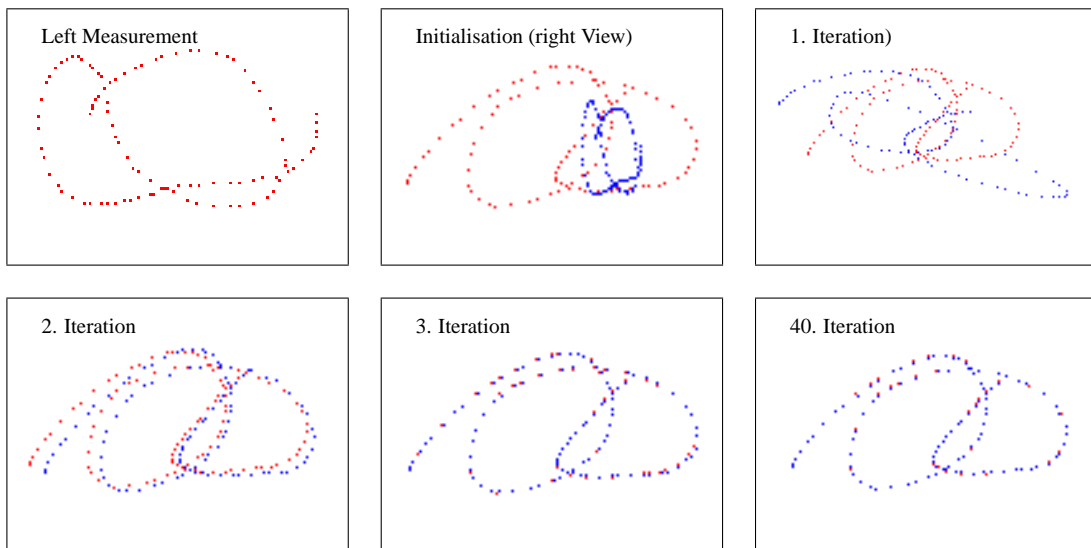 Left Measurement
Initialisation (right View)
1. Iteration)
2. Iteration
3. Iteration
40. Iteration